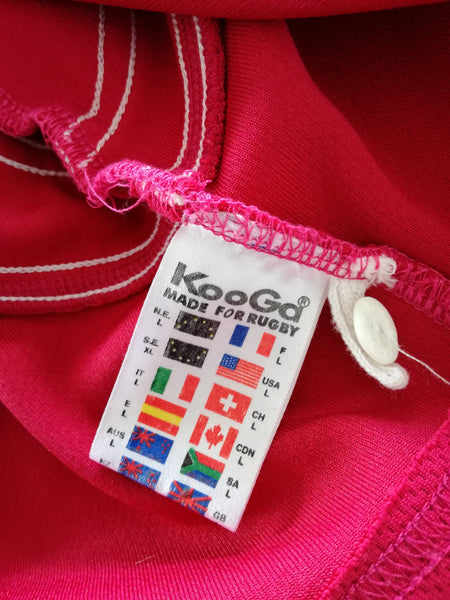 KooGa®
MADE FOR RUGBY
N.E. L F L
S.E. XL USA L
IT L CH L
E L CDN L
AUS L SA L
GB